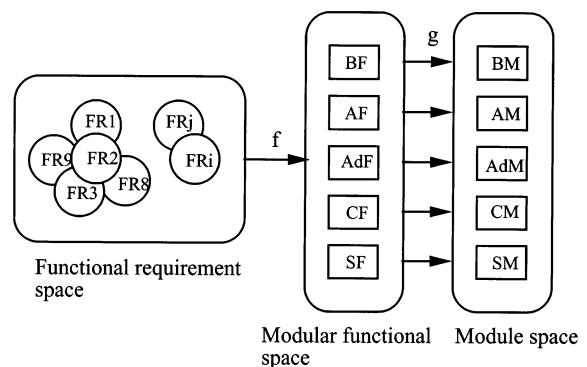 FR1
FR9
FR2
FR3
FR8
FRj
FRi
Functional requirement
space
f
BF
AF
AdF
CF
SF
Modular functional
space
g
BM
AM
AdM
CM
SM
Module space